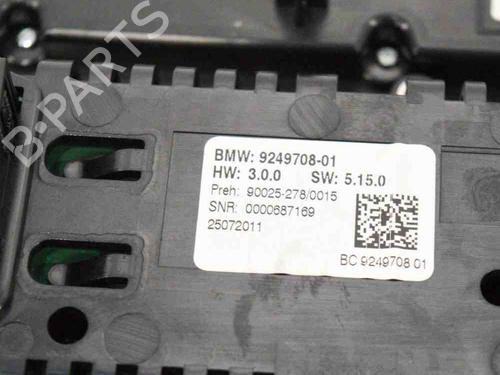 B-PARTS
BMW: 9249708-01
HW: 3.0.0 SW: 5.15.0
Preh: 90025-278/0015
SNR: 0000687169
25072011
BC 9249708 01